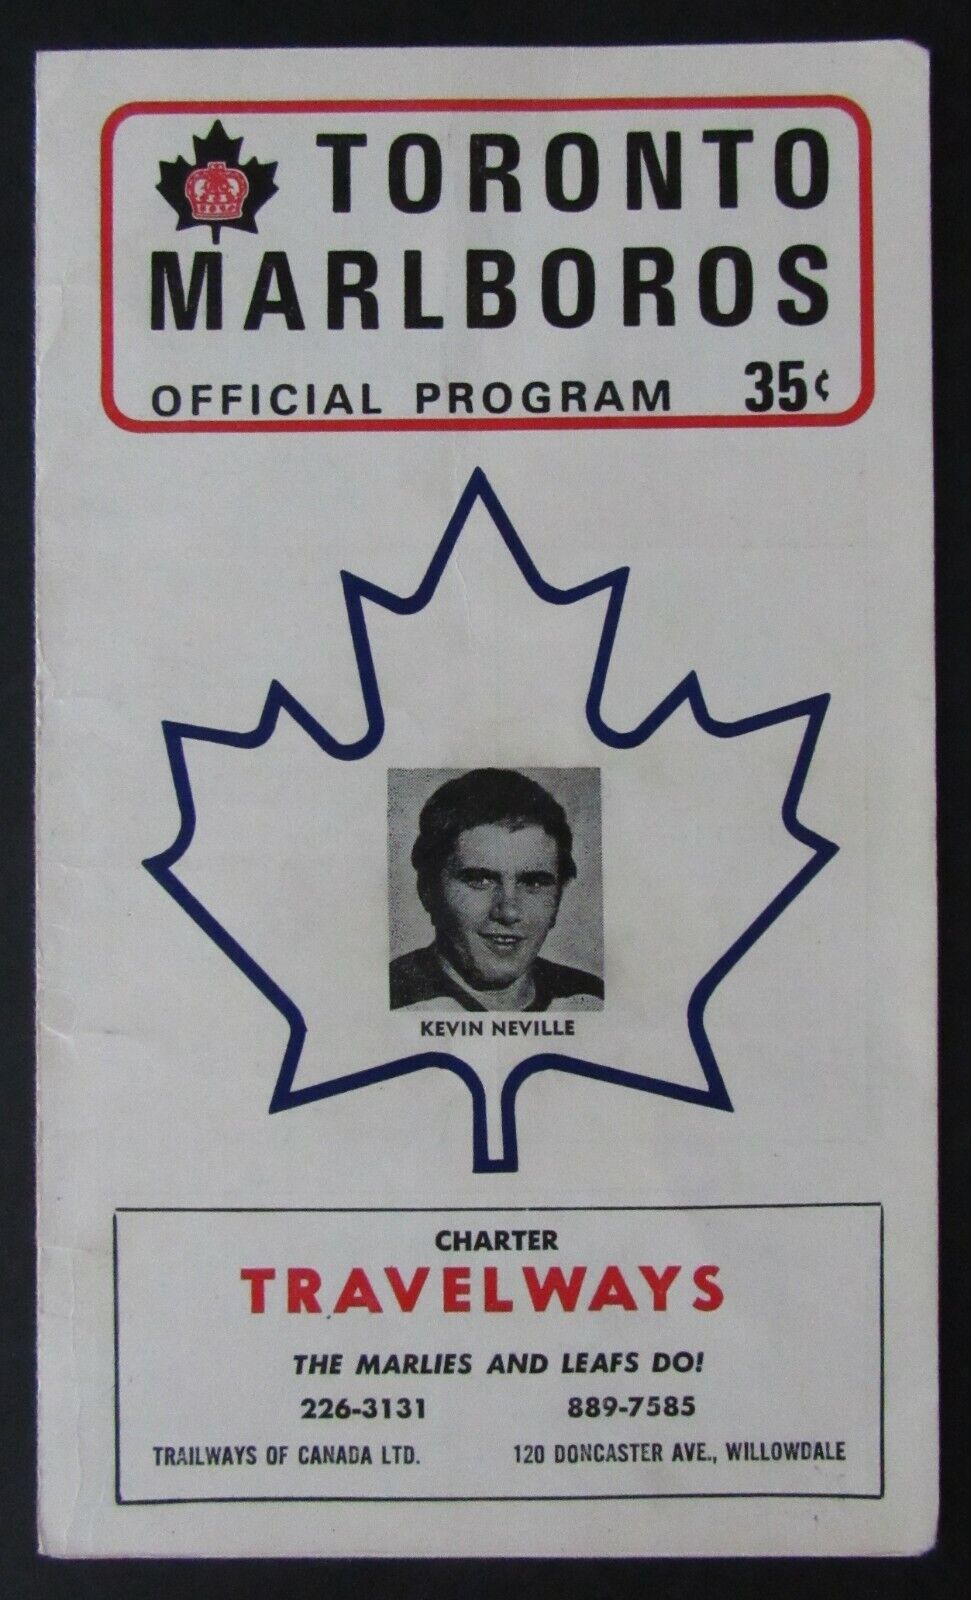 TORONTO
MARLBOROS
OFFICIAL PROGRAM 35¢
KEVIN NEVILLE
CHARTER
TRAVELWAYS
THE MARLIES AND LEAFS DO!
226-3131 889-7585
TRAILWAYS OF CANADA LTD. 120 DONCASTER AVE., WILLOWDALE